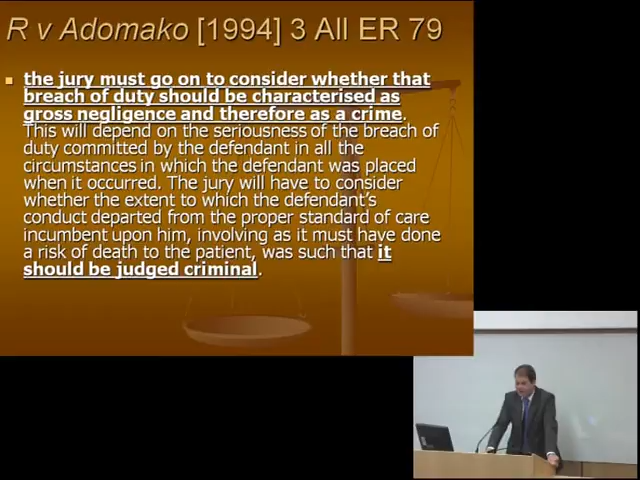 R v Adomako [1994] 3 All ER 79
the jury must go on to consider whether that
breach of duty should be characterised as
gross negligence and therefore as a crime.
This will depend on the seriousness of the breach of
duty committed by the defendant in all the
circumstances in which the defendant was placed
when it occurred. The jury will have to consider
whether the extent to which the defendant's
conduct departed from the proper standard of care
incumbent upon him, involving as it must have done
a risk of death to the patient, was such that it
should be judged criminal.